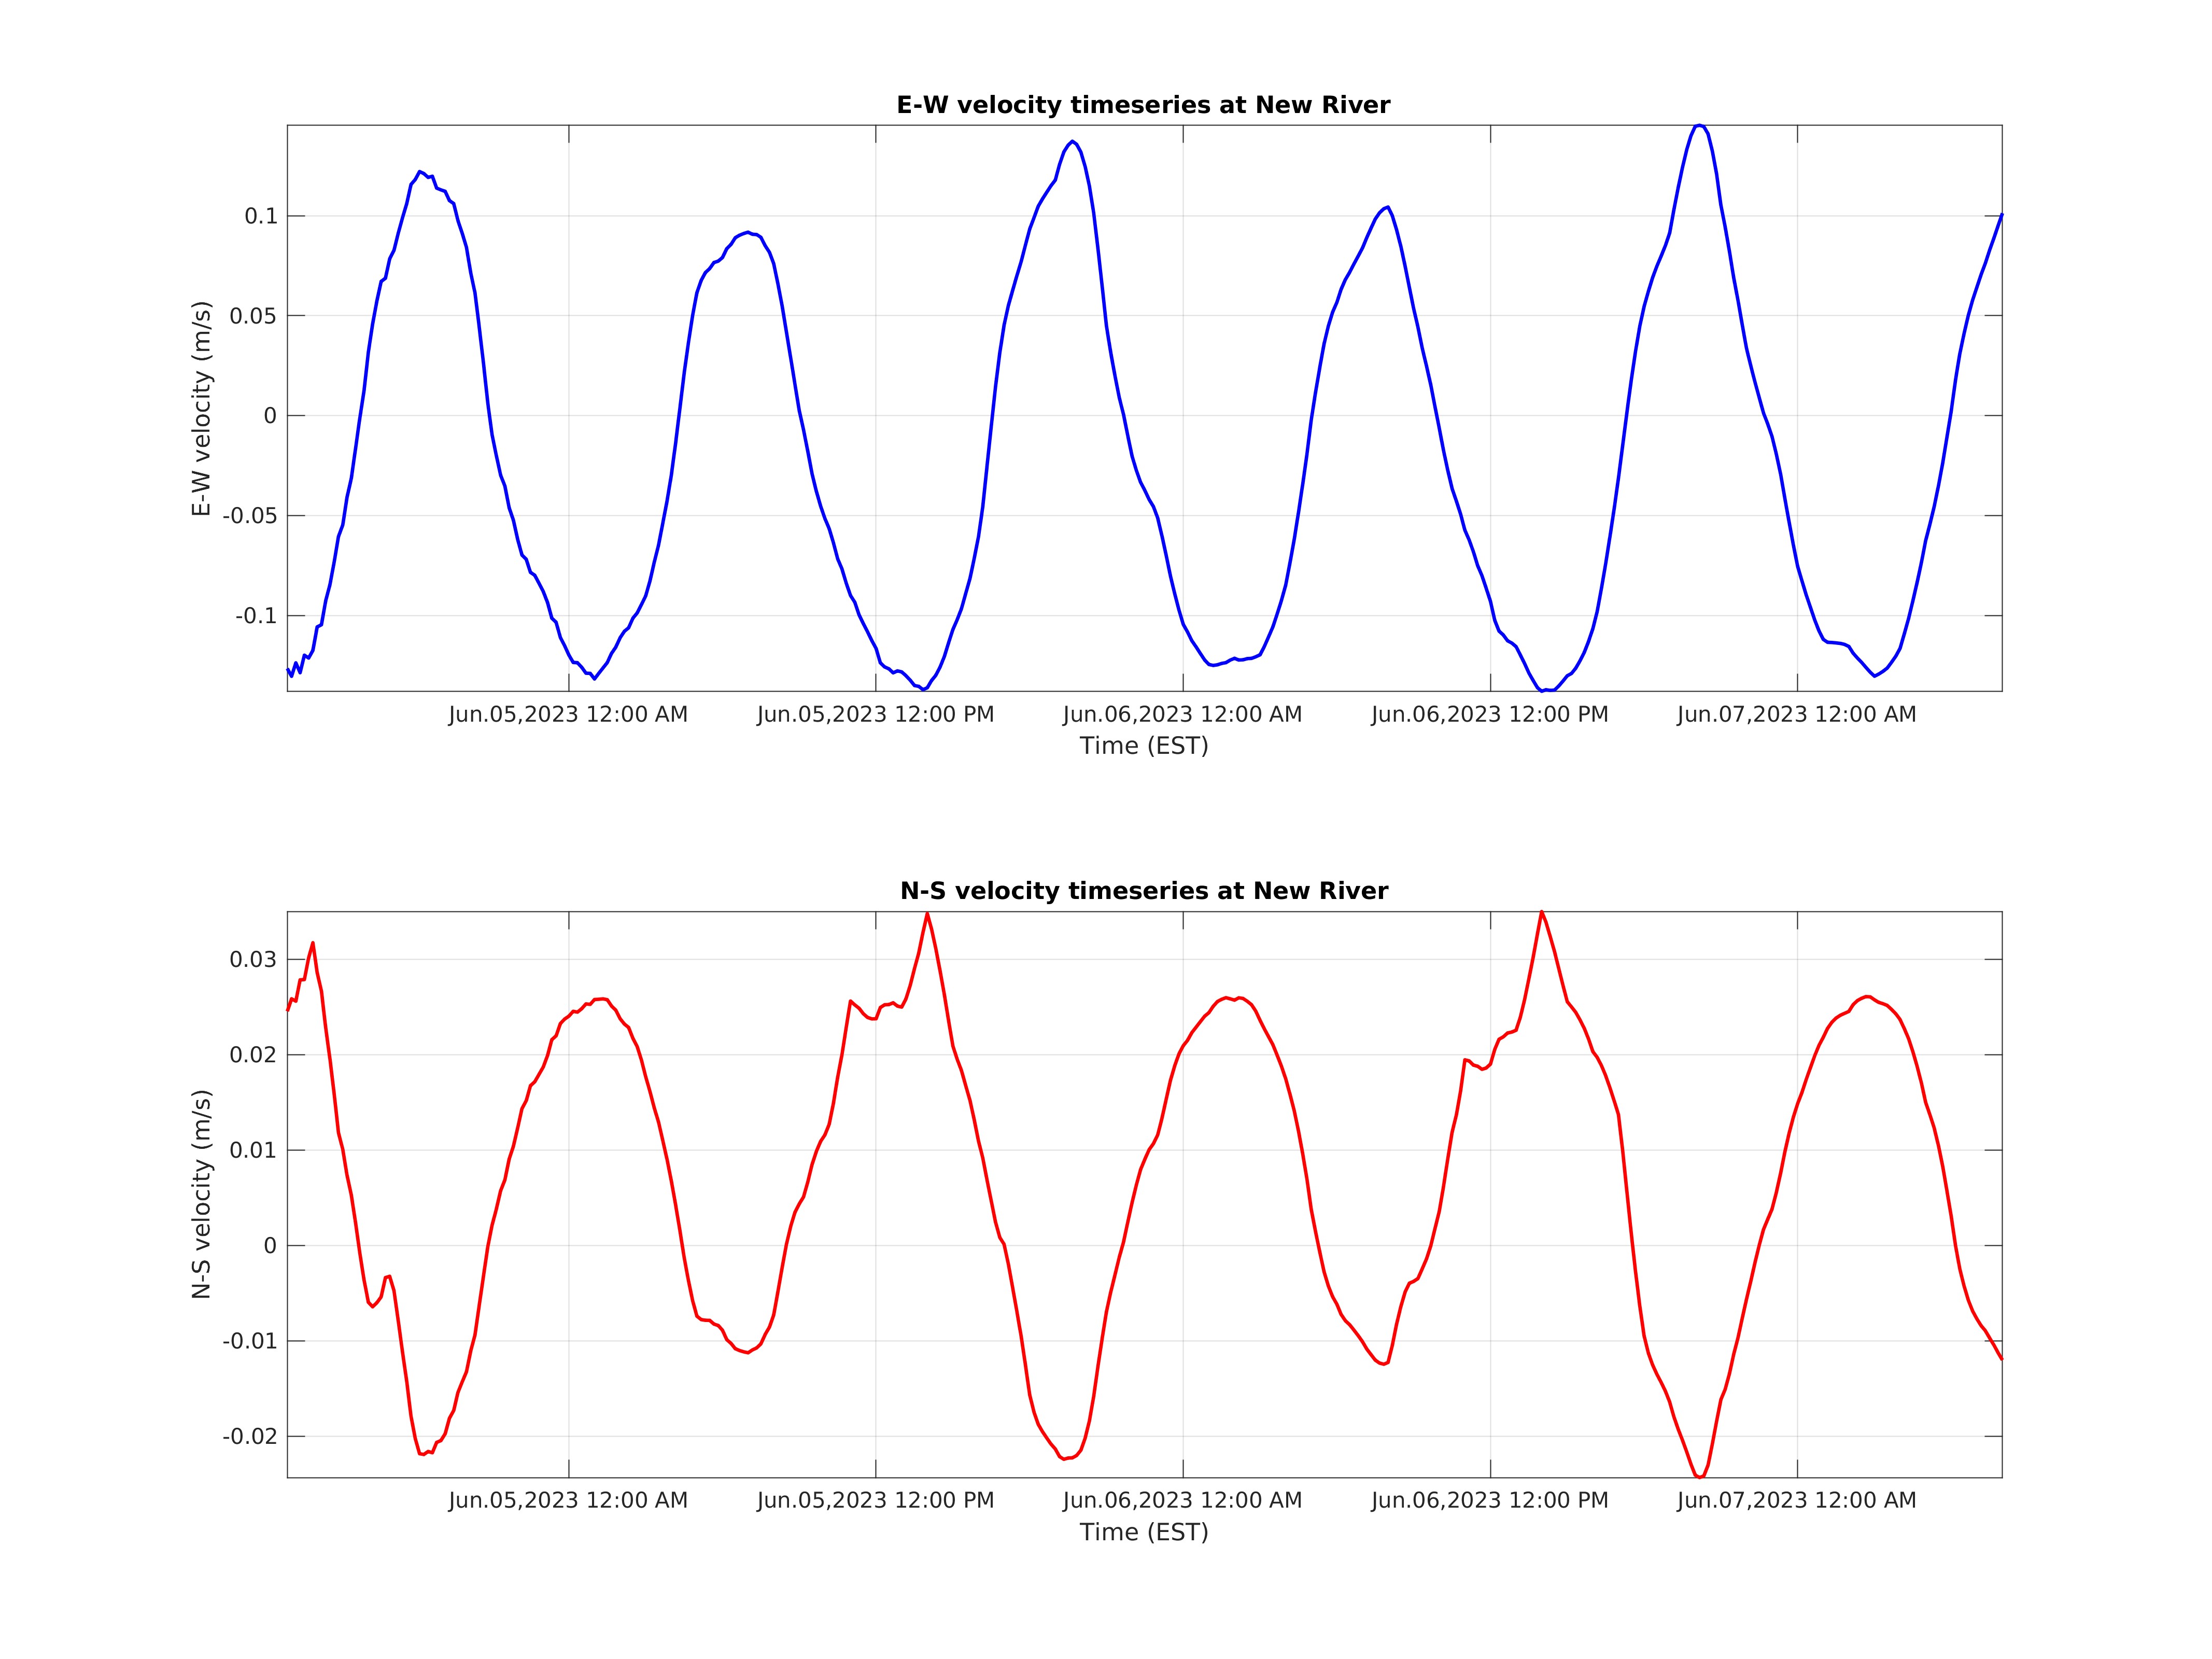 E-W velocity timeseries at New River
E-W velocity (m/s)
0.1
0.05
0
-0.05
-0.1
Jun.05,2023 12:00 AM
Jun.05,2023 12:00 PM
Jun.06,2023 12:00 AM
Jun.06,2023 12:00 PM
Jun.07,2023 12:00 AM
Time (EST)
N-S velocity timeseries at New River
N-S velocity (m/s)
0.03
0.02
0.01
0
-0.01
-0.02
Jun.05,2023 12:00 AM
Jun.05,2023 12:00 PM
Jun.06,2023 12:00 AM
Jun.06,2023 12:00 PM
Jun.07,2023 12:00 AM
Time (EST)